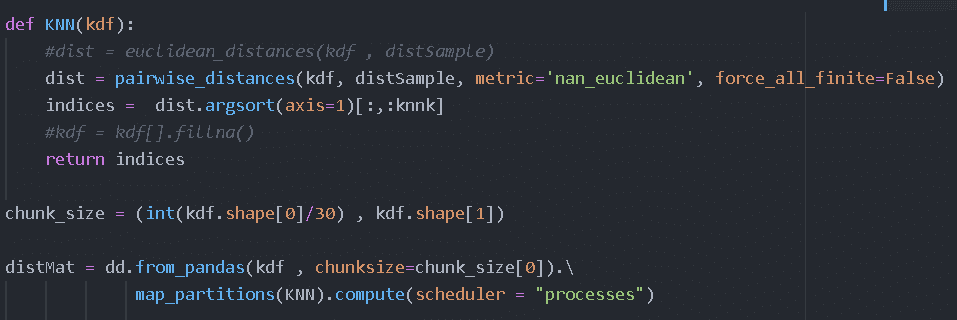 def KNN(kdf):
    #dist = euclidean_distances(kdf , distSample)
    dist = pairwise_distances(kdf, distSample, metric='nan_euclidean', force_all_finite=False)
    indices =  dist.argsort(axis=1)[:,:knnk]
    #kdf = kdf[].fillna()
    return indices
chunk_size = (int(kdf.shape[0]/30) , kdf.shape[1])
distMat = dd.from_pandas(kdf , chunksize=chunk_size[0]).\
            map_partitions(KNN).compute(scheduler = "processes")